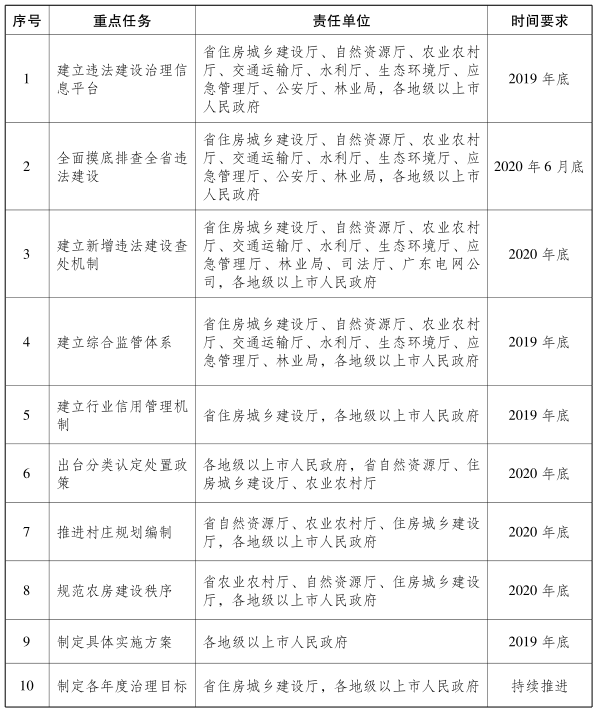 序号 重点任务 责任单位 时间要求
1 建立违法建设治理信息平台 省住房城乡建设厅、自然资源厅、农业农村厅、交通运输厅、水利厅、生态环境厅、应急管理厅、公安厅、林业局，各地级以上市人民政府 2019 年底
2 全面摸底排查全省违法建设 省住房城乡建设厅、自然资源厅、农业农村厅、交通运输厅、水利厅、生态环境厅、应急管理厅、公安厅、林业局，各地级以上市人民政府 2020 年 6 月底
3 建立新增违法建设查处机制 省住房城乡建设厅、自然资源厅、农业农村厅、交通运输厅、水利厅、生态环境厅、应急管理厅、林业局、司法厅、广东电网公司，各地级以上市人民政府 2020 年底
4 建立综合监管体系 省住房城乡建设厅、自然资源厅、农业农村厅、交通运输厅、水利厅、生态环境厅、应急管理厅、林业局，各地级以上市人民政府 2019 年底
5 建立行业信用管理机制 省住房城乡建设厅，各地级以上市人民政府 2019 年底
6 出台分类认定处置政策 各地级以上市人民政府，省自然资源厅、住房城乡建设厅、农业农村厅 2020 年底
7 推进村庄规划编制 省自然资源厅、农业农村厅、住房城乡建设厅，各地级以上市人民政府 2020 年底
8 规范农房建设秩序 省农业农村厅、自然资源厅、住房城乡建设厅，各地级以上市人民政府 2020 年底
9 制定具体实施方案 各地级以上市人民政府 2019 年底
10 制定各年度治理目标 省住房城乡建设厅，各地级以上市人民政府 持续推进